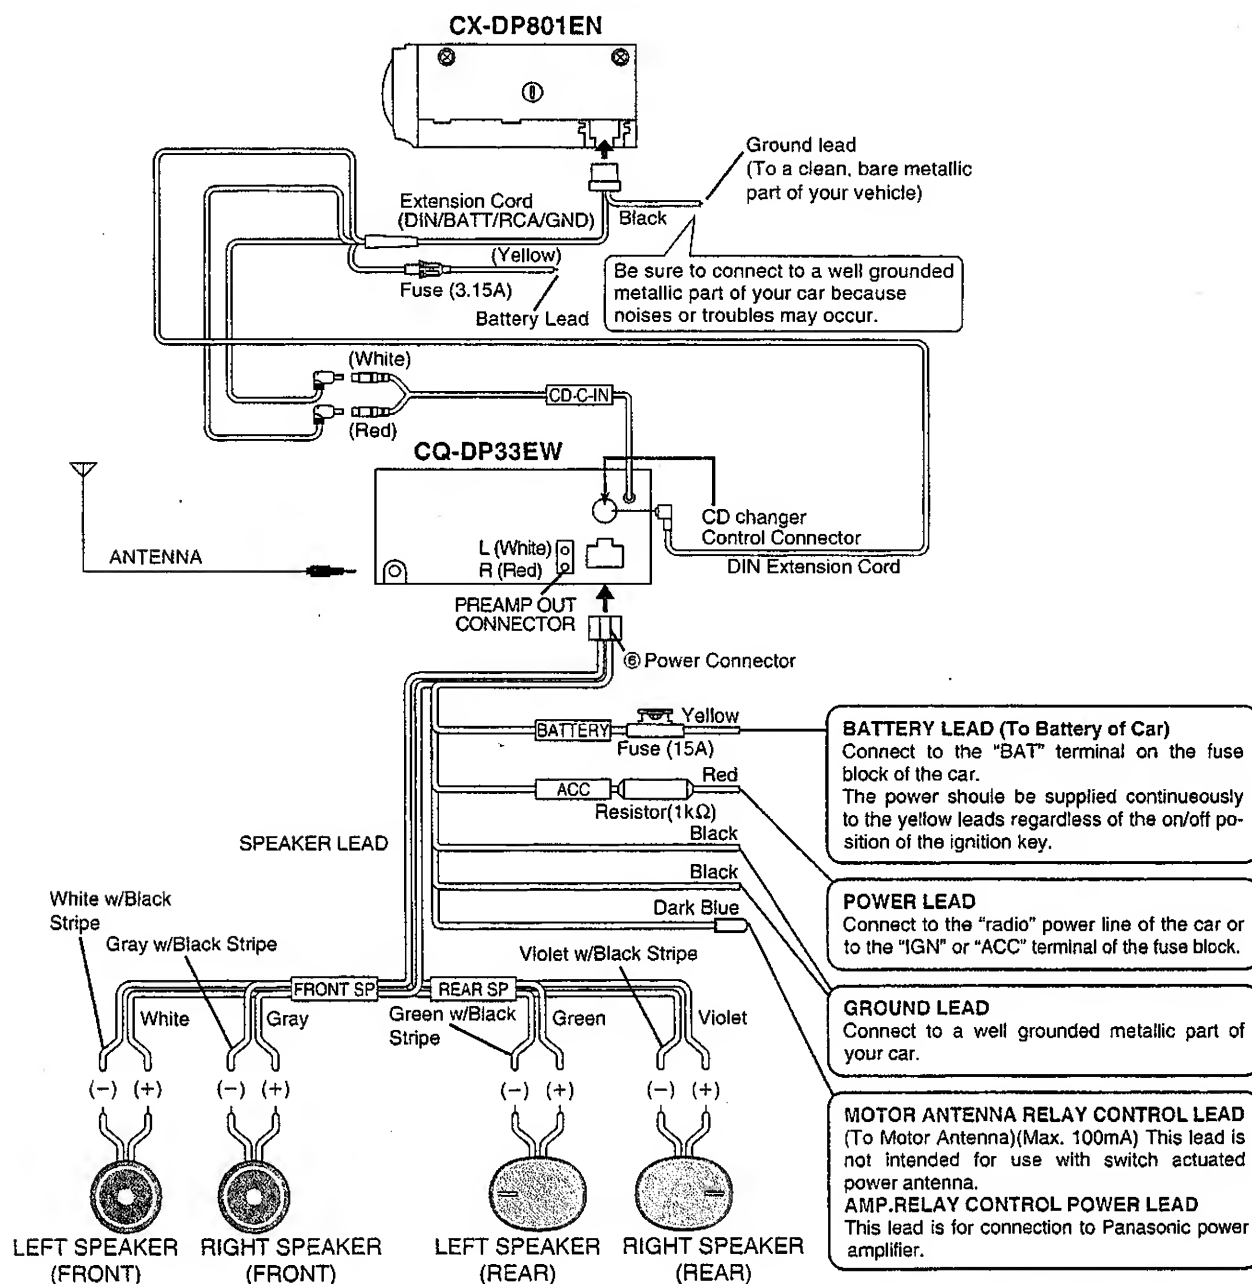 CX-DP801EN
Ground lead
(To a clean, bare metallic
part of your vehicle)
Extension Cord
(DIN/BATT/RCA/GND)
Black
(Yellow)
Fuse (3.15A)
Battery Lead
Be sure to connect to a well grounded
metallic part of your car because
noises or troubles may occur.
(White)
CD-C-IN
(Red)
CQ-DP33EW
CD changer
Control Connector
DIN Extension Cord
ANTENNA
L (White)
R (Red)
PREAMP OUT
CONNECTOR
⑥ Power Connector
Yellow
BATTERY
Fuse (15A)
Red
ACC
Resistor(1kΩ)
Black
Black
Dark Blue
SPEAKER LEAD
BATTERY LEAD (To Battery of Car)
Connect to the "BAT" terminal on the fuse
block of the car.
The power shoule be supplied continueously
to the yellow leads regardless of the on/off po-
sition of the ignition key.
POWER LEAD
Connect to the "radio" power line of the car or
to the "IGN" or "ACC" terminal of the fuse block.
GROUND LEAD
Connect to a well grounded metallic part of
your car.
MOTOR ANTENNA RELAY CONTROL LEAD
(To Motor Antenna)(Max. 100mA) This lead is
not intended for use with switch actuated
power antenna.
AMP.RELAY CONTROL POWER LEAD
This lead is for connection to Panasonic power
amplifier.
White w/Black
Stripe
Gray w/Black Stripe
Violet w/Black Stripe
FRONT SP
REAR SP
White
Gray
Green w/Black
Stripe
Green
Violet
(−) (+)
(−) (+)
(−) (+)
(−) (+)
LEFT SPEAKER
(FRONT)
RIGHT SPEAKER
(FRONT)
LEFT SPEAKER
(REAR)
RIGHT SPEAKER
(REAR)